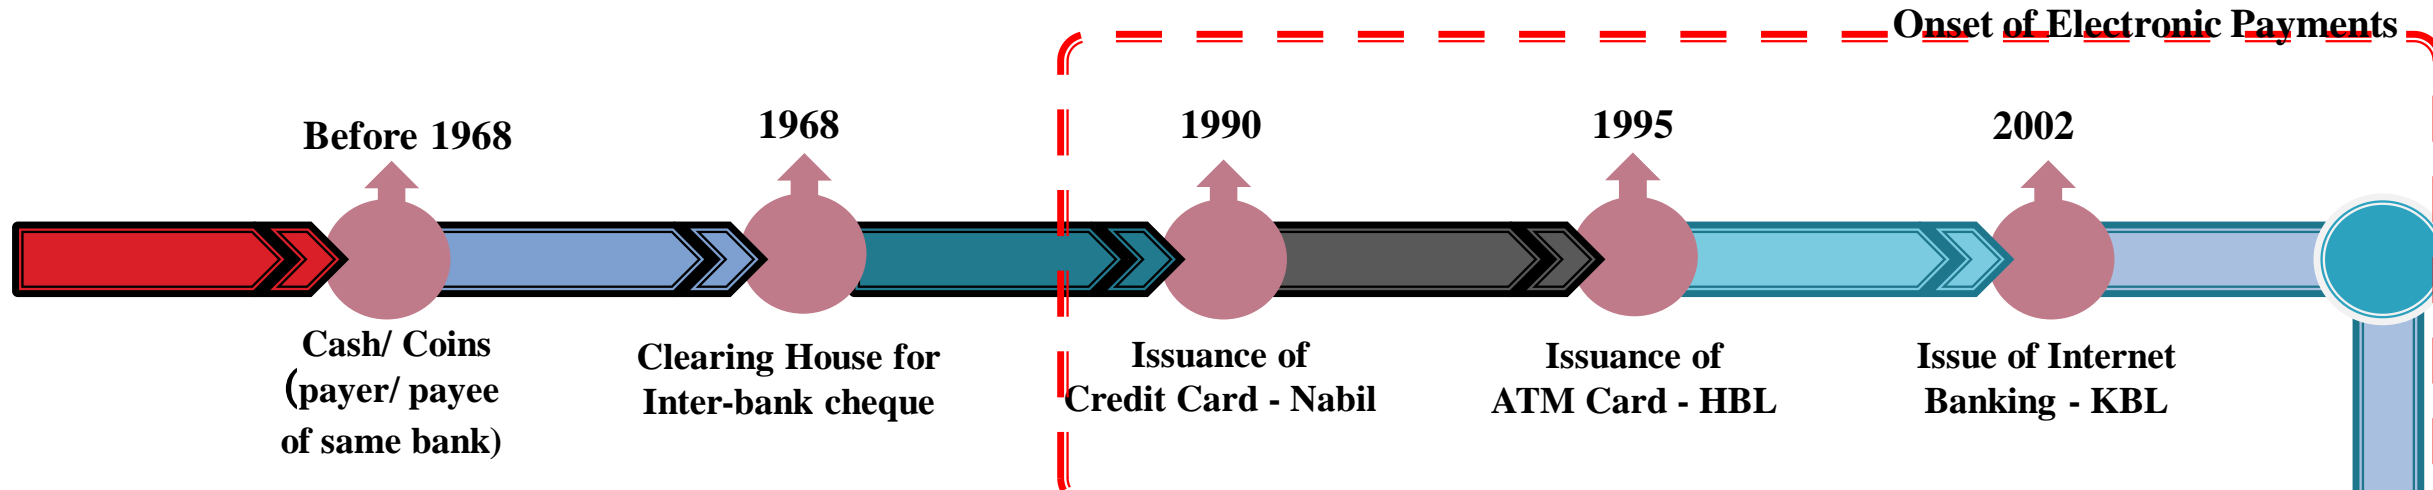 Onset of Electronic Payments
Before 1968
1968
1990
1995
2002
Cash/ Coins
(payer/ payee
of same bank)
Clearing House for
Inter-bank cheque
Issuance of
Credit Card - Nabil
Issuance of
ATM Card - HBL
Issue of Internet
Banking - KBL